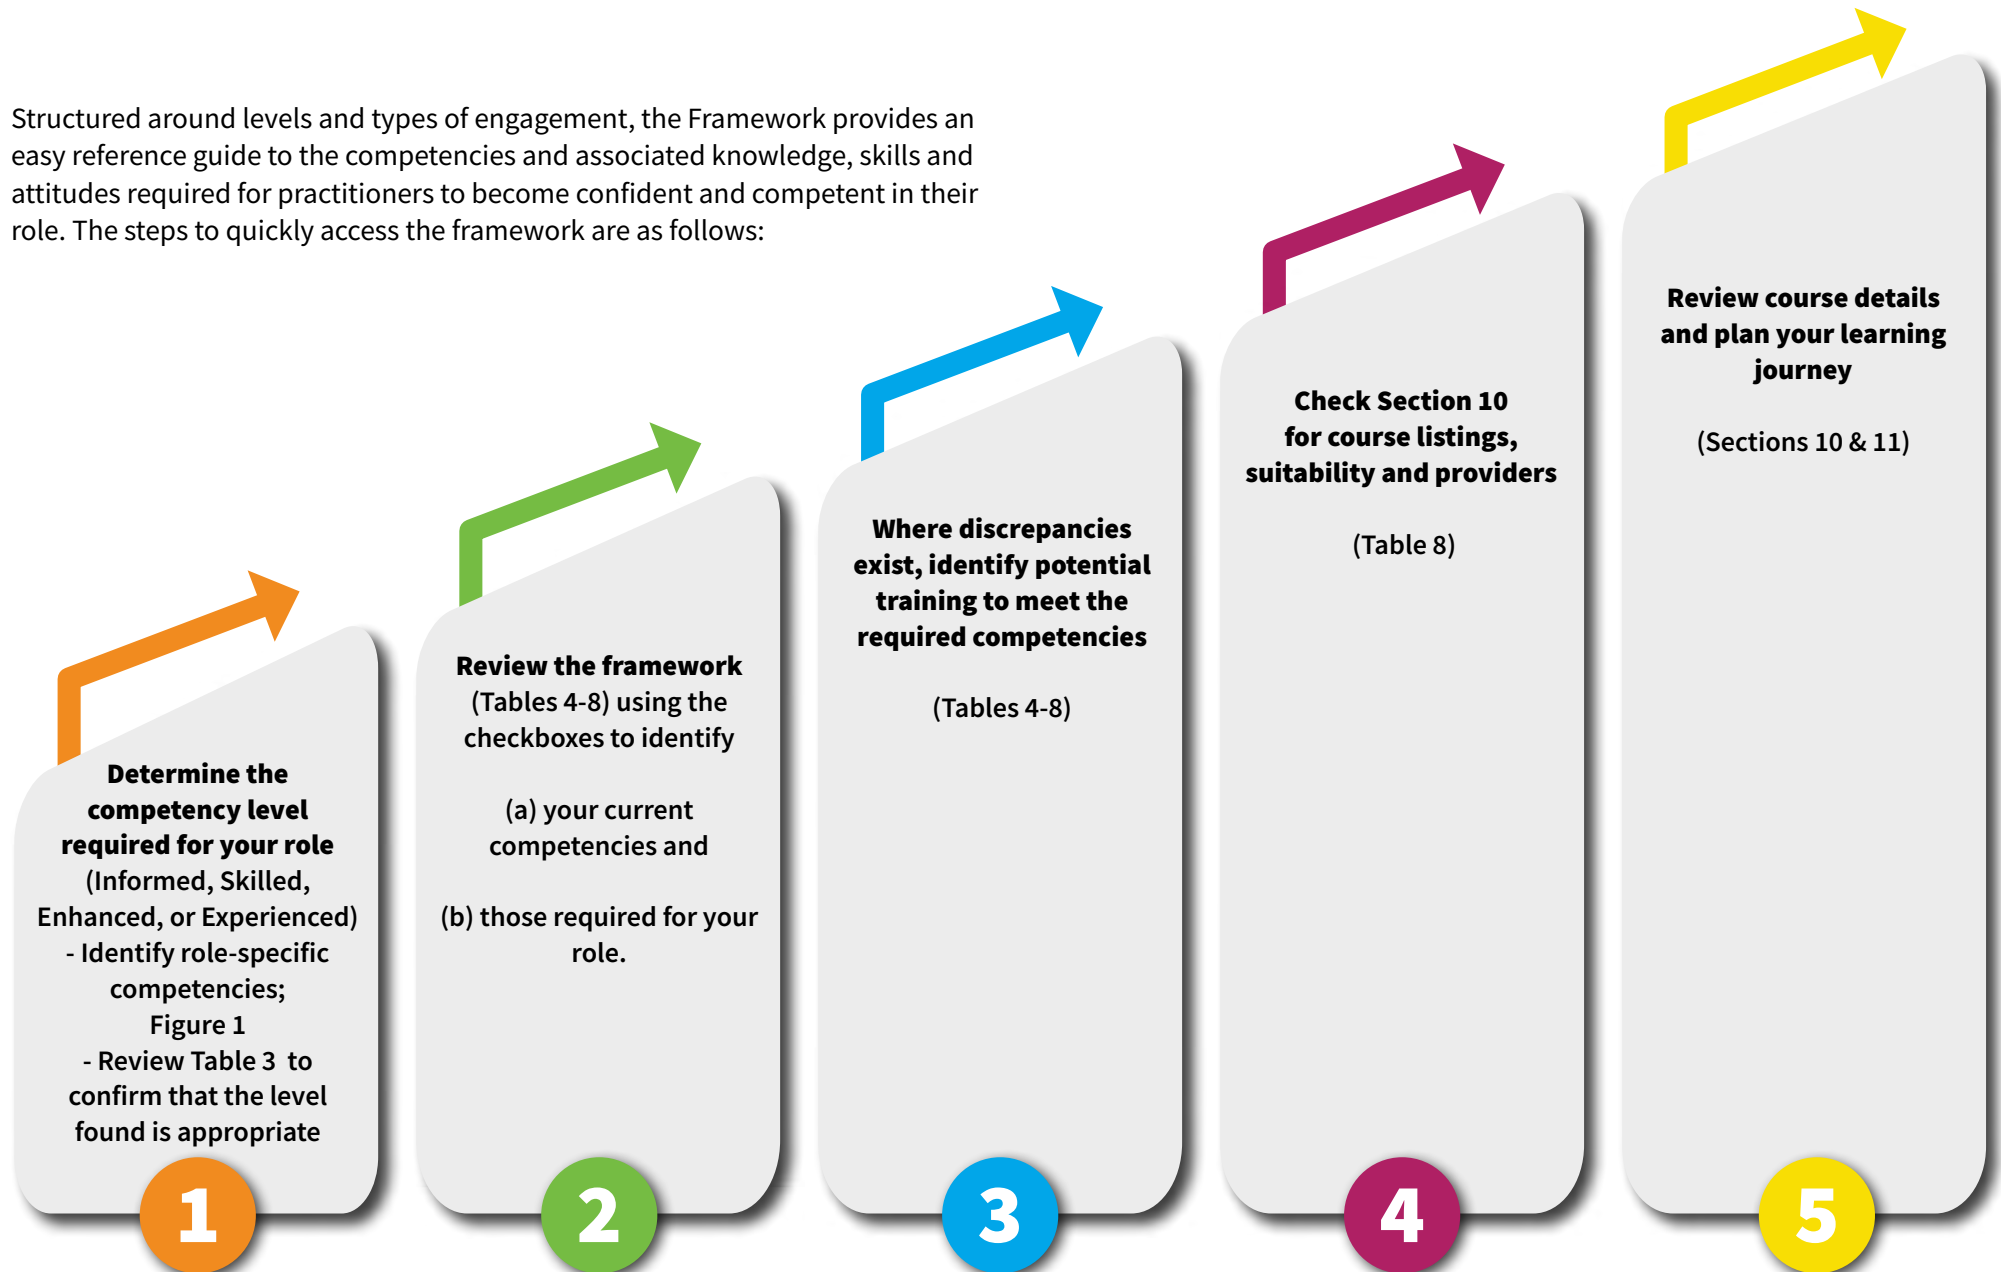 Structured around levels and types of engagement, the Framework provides an
easy reference guide to the competencies and associated knowledge, skills and
attitudes required for practitioners to become confident and competent in their
role. The steps to quickly access the framework are as follows:
Determine the
competency level
required for your role
(Informed, Skilled,
Enhanced, or Experienced)
- Identify role-specific
competencies;
Figure 1
- Review Table 3 to
confirm that the level
found is appropriate
1
Review the framework
(Tables 4-8) using the
checkboxes to identify
(a) your current
competencies and
(b) those required for your
role.
2
Where discrepancies
exist, identify potential
training to meet the
required competencies
(Tables 4-8)
3
Check Section 10
for course listings,
suitability and providers
(Table 8)
4
Review course details
and plan your learning
journey
(Sections 10 & 11)
5